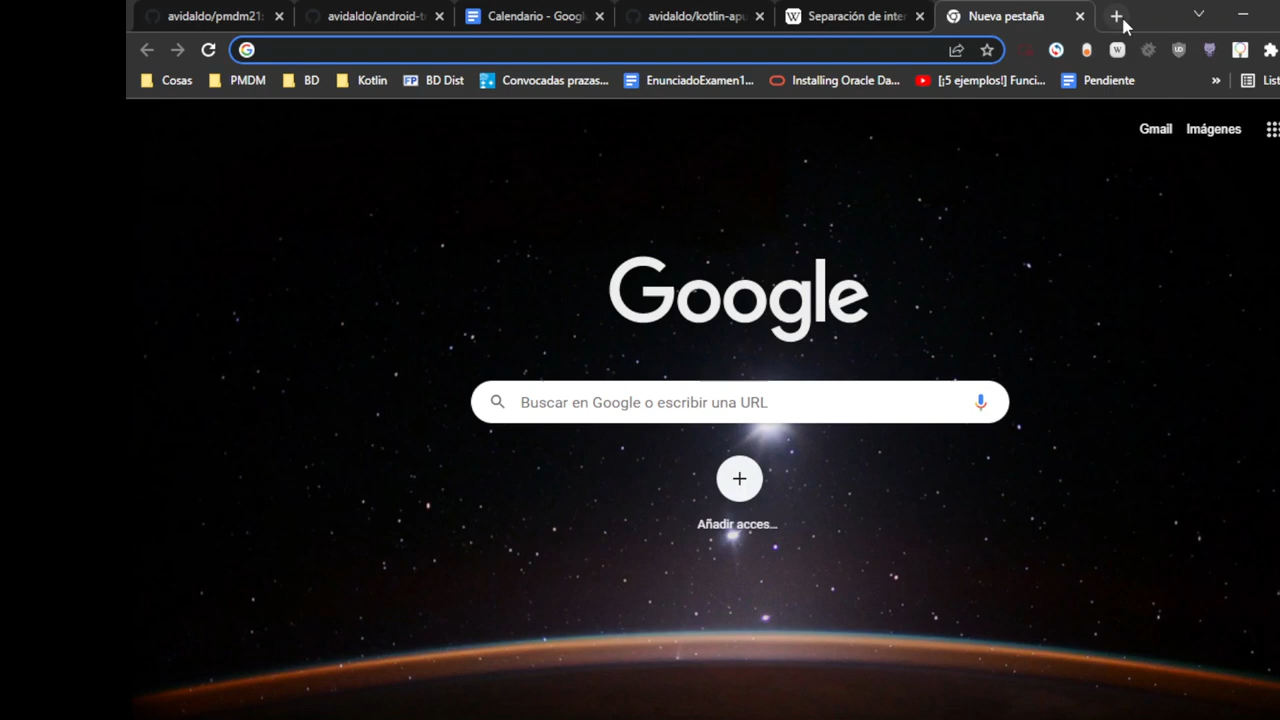 avidaldo/pmdm21: avidaldo/android-t Calendario - Googl avidaldo/kotlin-apu Separación de inter Nueva pestaña
Cosas PMDM BD Kotlin BD Dist Convocadas prazas... EnunciadoExamen1... Installing Oracle Da... [¡5 ejemplos!] Funci... Pendiente » List
Gmail Imágenes
Google
Buscar en Google o escribir una URL
Añadir acces...